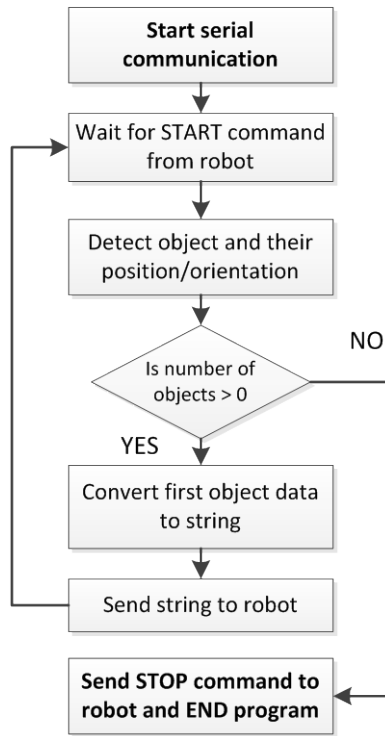 Start serial
communication
Wait for START command
from robot
Detect object and their
position/orientation
NO
Is number of
objects > 0
YES
Convert first object data
to string
Send string to robot
Send STOP command to
robot and END program